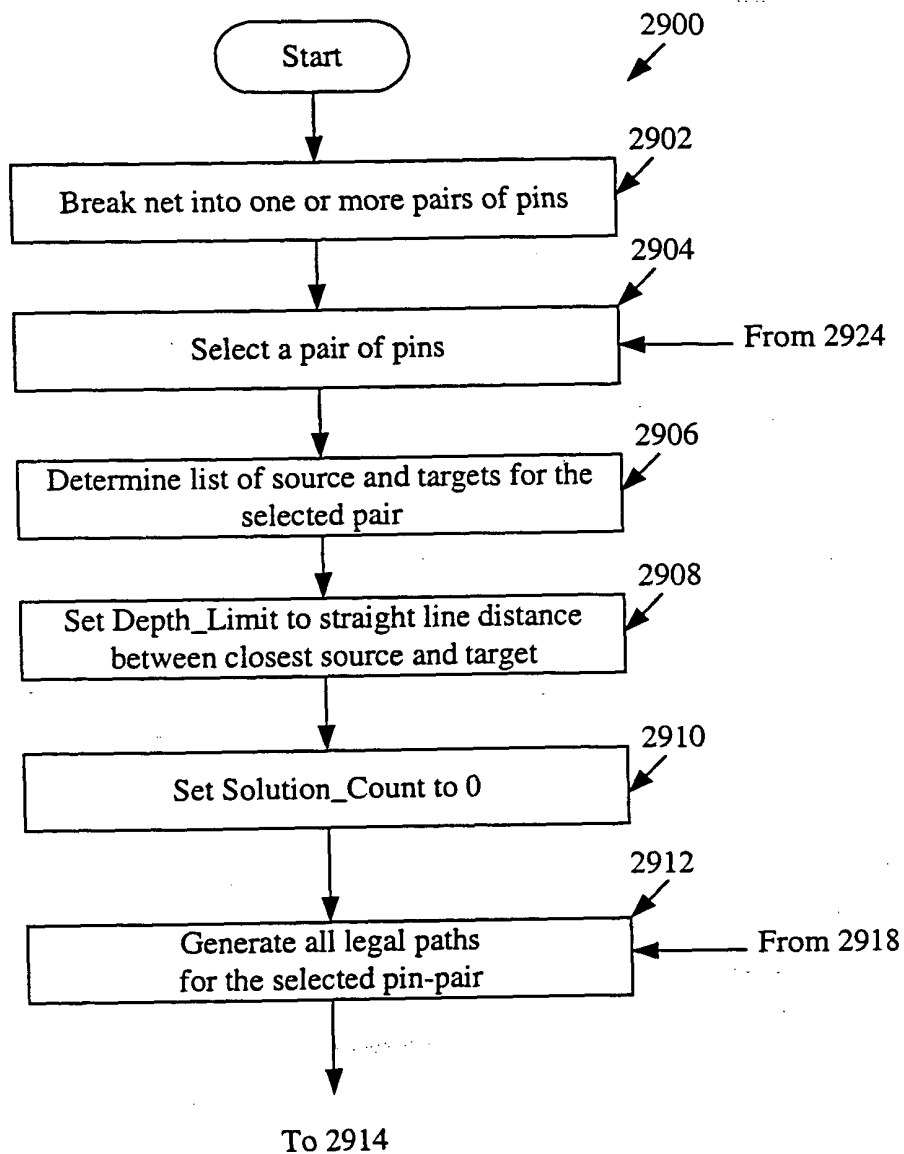 2900
Start
2902
Break net into one or more pairs of pins
2904
Select a pair of pins
From 2924
2906
Determine list of source and targets for the
selected pair
2908
Set Depth_Limit to straight line distance
between closest source and target
2910
Set Solution_Count to 0
2912
Generate all legal paths
for the selected pin-pair
From 2918
To 2914